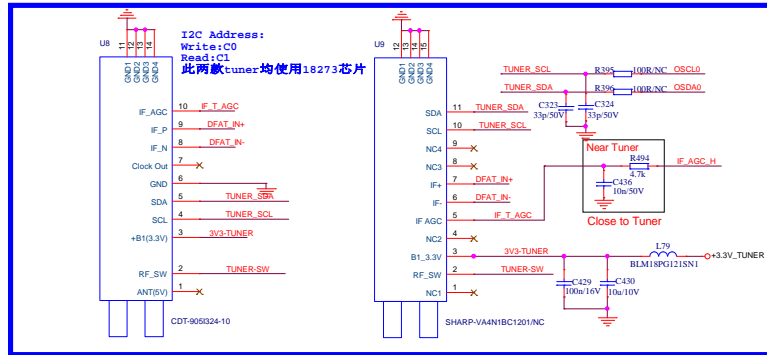 U8
11
12
13
14
GND1
GND2
GND3
GND4
I2C Address:
Write:C0
Read:C1
此两款tuner均使用18273芯片
IF_AGC
10
IF_T_AGC
IF_P
9
DFAT_IN+
IF_N
8
DFAT_IN-
Clock Out
7
GND
6
SDA
5
TUNER_SDA
SCL
4
TUNER_SCL
+B1(3.3V)
3
3V3-TUNER
RF_SW
2
TUNER-SW
ANT(5V)
1
CDT-905I324-10
U9
12
13
14
15
GND1
GND2
GND3
GND4
SDA
11
TUNER_SDA
SCL
10
TUNER_SCL
NC4
9
NC3
8
IF+
7
DFAT_IN+
IF-
6
DFAT_IN-
IF AGC
5
IF_T_AGC
NC2
4
B1_3.3V
3
3V3-TUNER
RF_SW
2
TUNER-SW
NC1
1
SHARP-VA4N1BC1201/NC
TUNER_SCL
R395
100R/NC
OSCL0
TUNER_SDA
R396
100R/NC
OSDA0
C323
33p/50V
C324
33p/50V
Near Tuner
R494
4.7k
IF_AGC_H
C436
10n/50V
Close to Tuner
L79
BLM18PG121SN1
+3.3V_TUNER
C429
100n/16V
C430
10u/10V